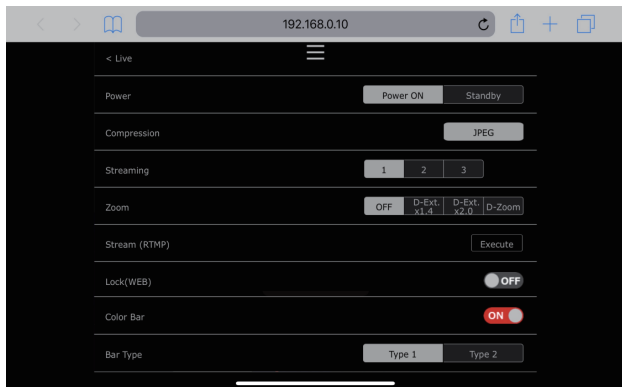 192.168.0.10
< Live
Power Power ON Standby
Compression JPEG
Streaming 1 2 3
Zoom OFF D-Ext. x1.4 D-Ext. x2.0 D-Zoom
Stream (RTMP) Execute
Lock(WEB) OFF
Color Bar ON
Bar Type Type 1 Type 2